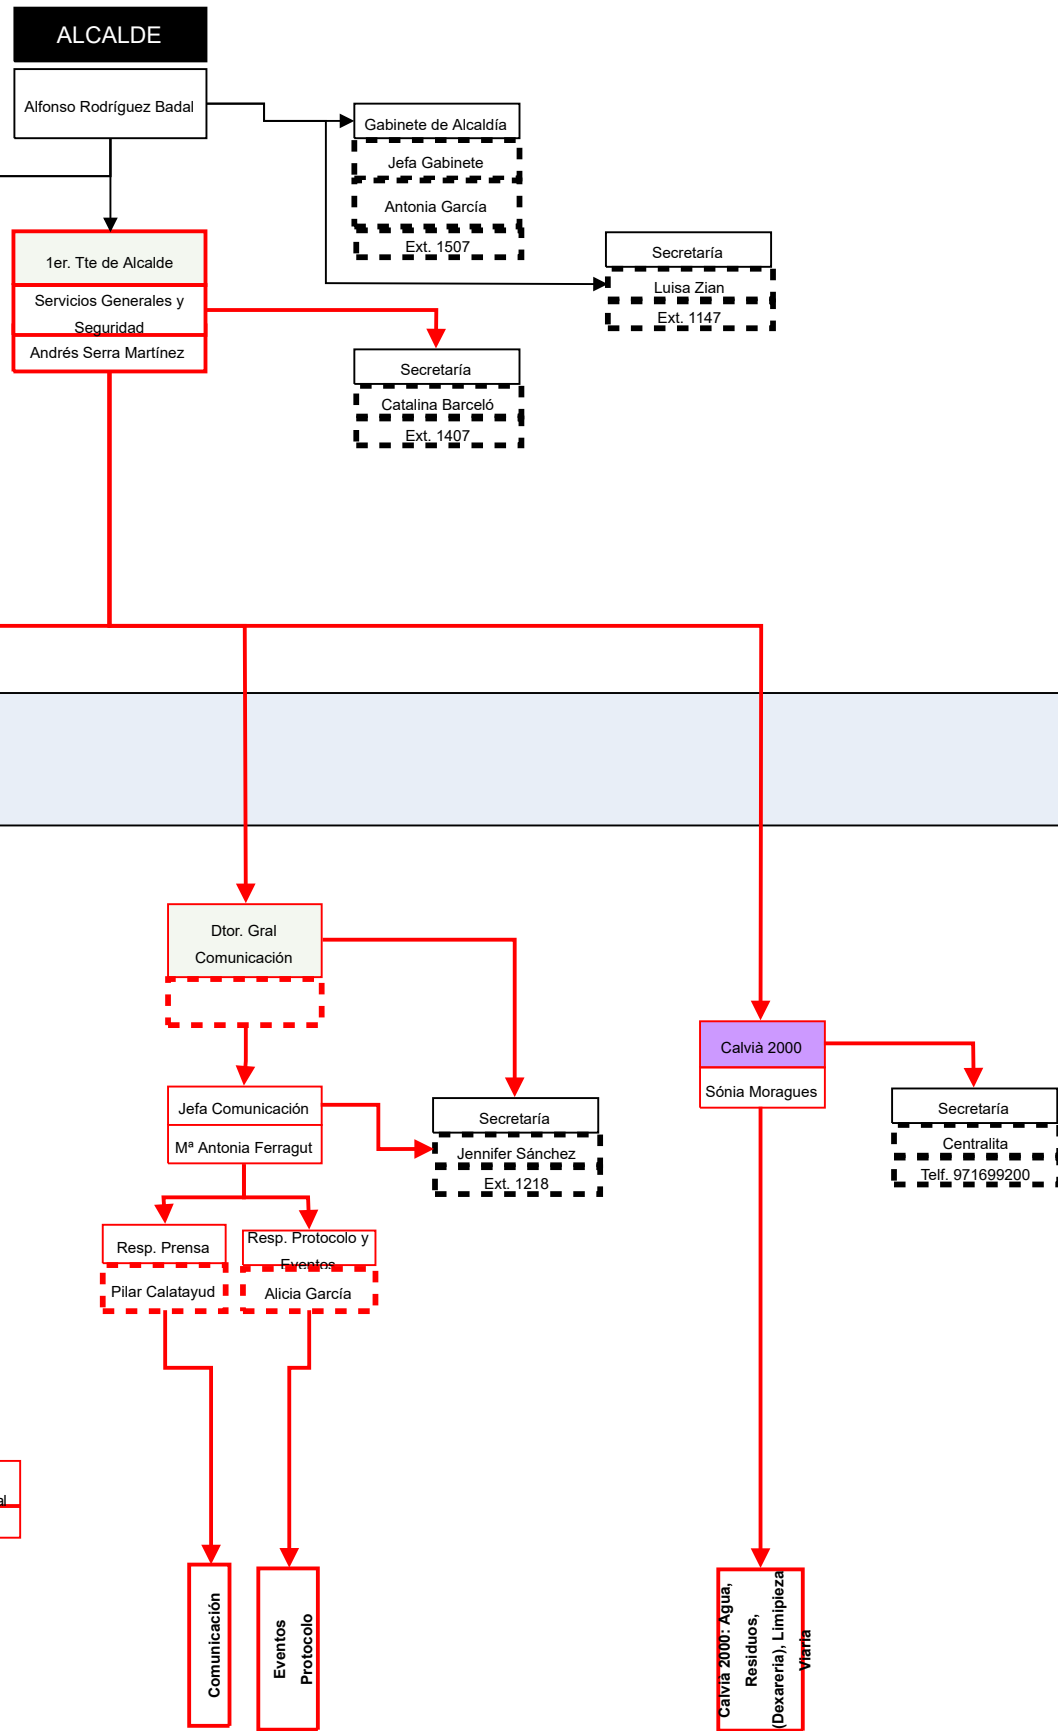 ALCALDE
Alfonso Rodríguez Badal
Gabinete de Alcaldía
Jefa Gabinete
Antonia García
Ext. 1507
1er. Tte de Alcalde
Servicios Generales y
Seguridad
Andrés Serra Martínez
Secretaría
Luisa Zian
Ext. 1147
Secretaría
Catalina Barceló
Ext. 1407
Dtor. Gral
Comunicación
Jefa Comunicación
Mª Antonia Ferragut
Secretaría
Jennifer Sánchez
Ext. 1218
Calvià 2000
Sónia Moragues
Secretaría
Centralita
Telf. 971699200
Resp. Prensa
Pilar Calatayud
Resp. Protocolo y
Eventos
Alicia García
al
Comunicación
Eventos
Protocolo
Calvià 2000: Agua,
Residuos,
(Dexareria), Limipieza
Viaria